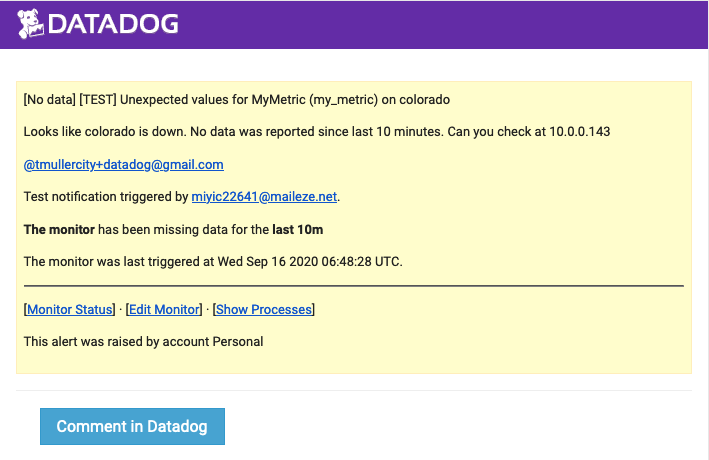 DATADOG
[No data] [TEST] Unexpected values for MyMetric (my_metric) on colorado
Looks like colorado is down. No data was reported since last 10 minutes. Can you check at 10.0.0.143
@tmullercity+datadog@gmail.com
Test notification triggered by miyic22641@maileze.net.
The monitor has been missing data for the last 10m
The monitor was last triggered at Wed Sep 16 2020 06:48:28 UTC.
[Monitor Status] · [Edit Monitor] · [Show Processes]
This alert was raised by account Personal
Comment in Datadog